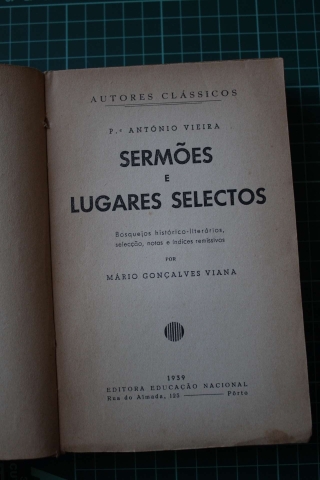 AUTORES CLÁSSICOS
P.e ANTÓNIO VIEIRA
SERMÕES
E
LUGARES SELECTOS
Bosquejos histórico-literários,
selecção, notas e índices remissivos
POR
MÁRIO GONÇALVES VIANA
1959
EDITORA EDUCAÇÃO NACIONAL
Rua do Almada, 125 ——— Pôrto